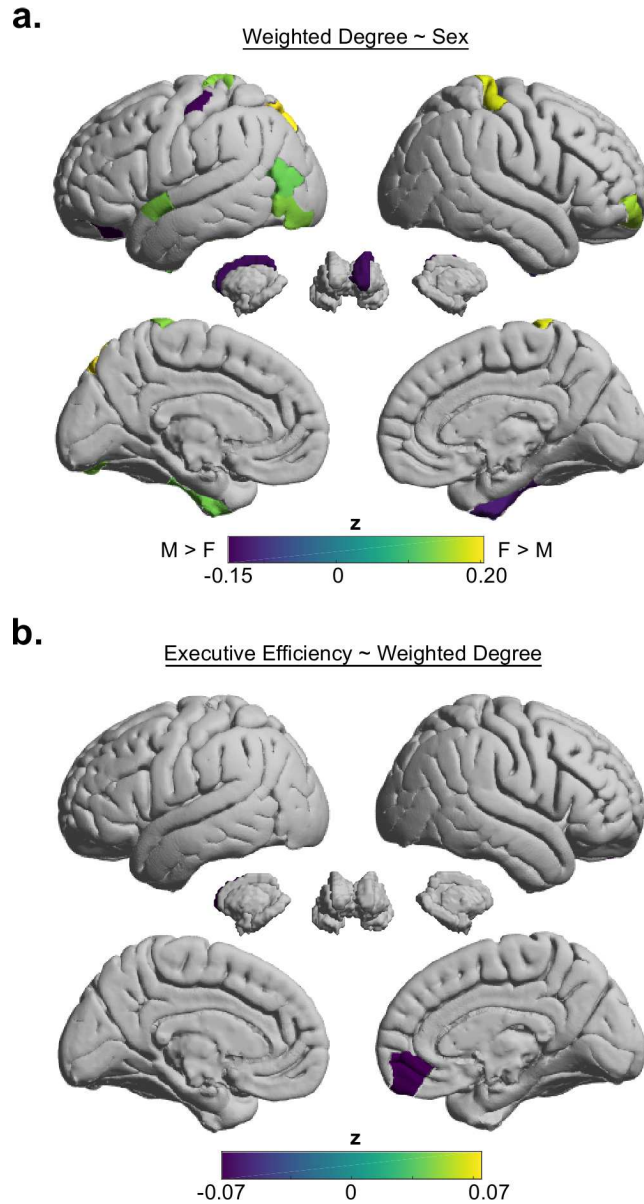 a.
Weighted Degree ~ Sex
z
M > F F > M
-0.15 0 0.20
b.
Executive Efficiency ~ Weighted Degree
z
-0.07 0 0.07